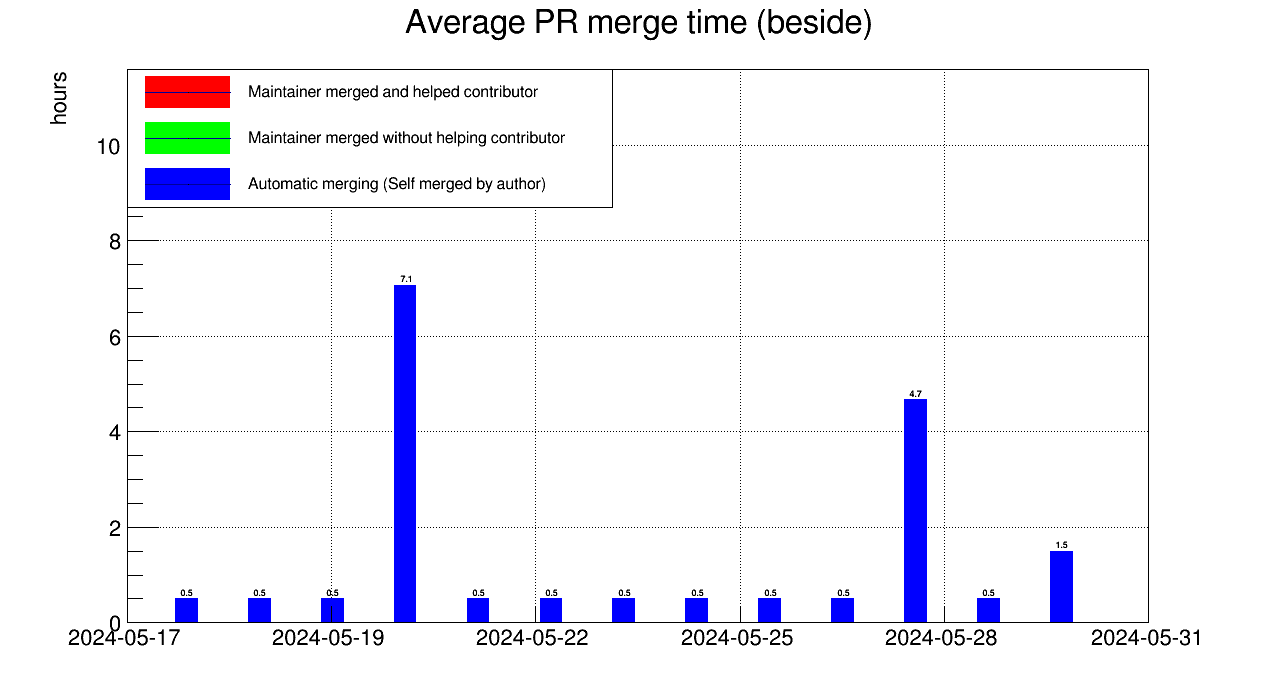 Average PR merge time (beside)
hours
Maintainer merged and helped contributor
Maintainer merged without helping contributor
Automatic merging (Self merged by author)
10
8
6
4
2
0
7.1
4.7
1.5
0.5 0.5 0.5 0.5 0.5 0.5 0.5 0.5 0.5 0.5
2024-05-17 2024-05-19 2024-05-22 2024-05-25 2024-05-28 2024-05-31